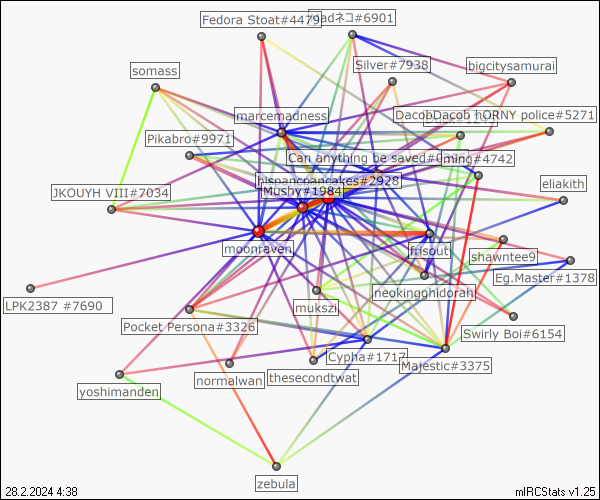 Fedora Stoat#4479
adネコ#6901
somass
Silver#7938
bigcitysamurai
marcemadness
DacobDacob hORNY police#5271
Pikabro#9971
Can anything be saved#0
ming#4742
hispancpancakes#2928
JKOUYH VIII#7034
Mushy#1984
eliakith
moonraven
frisout
shawntee9
Eg.Master#1378
neokingghidorah
LPK2387 #7690
mukszi
Pocket Persona#3326
Swirly Boi#6154
Cypha#1717
Majestic#3375
yoshimanden
normalwan
thesecondtwat
zebula
28.2.2024 4:38
mIRCStats v1.25